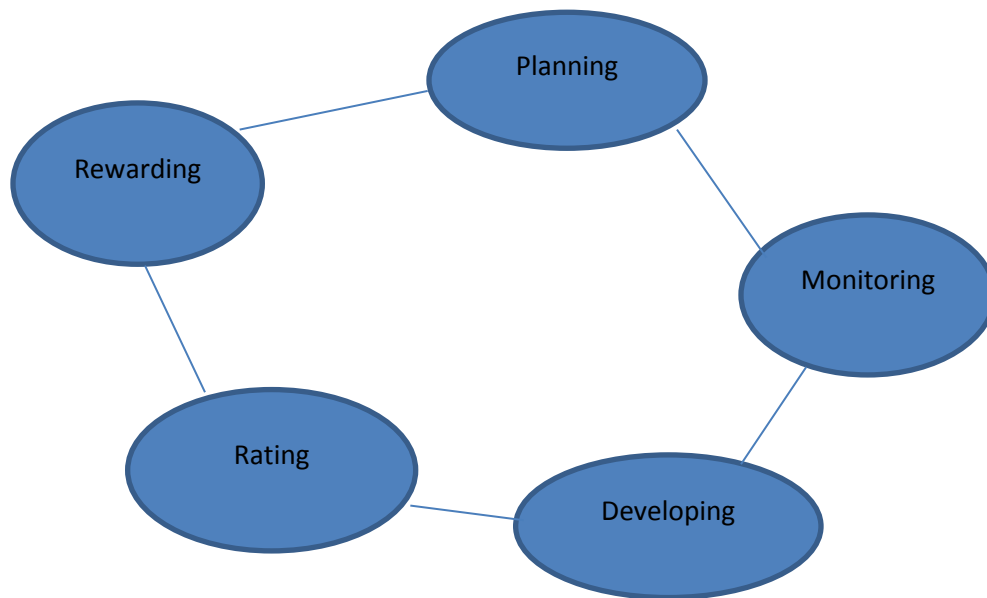 Planning
Rewarding
Monitoring
Rating
Developing